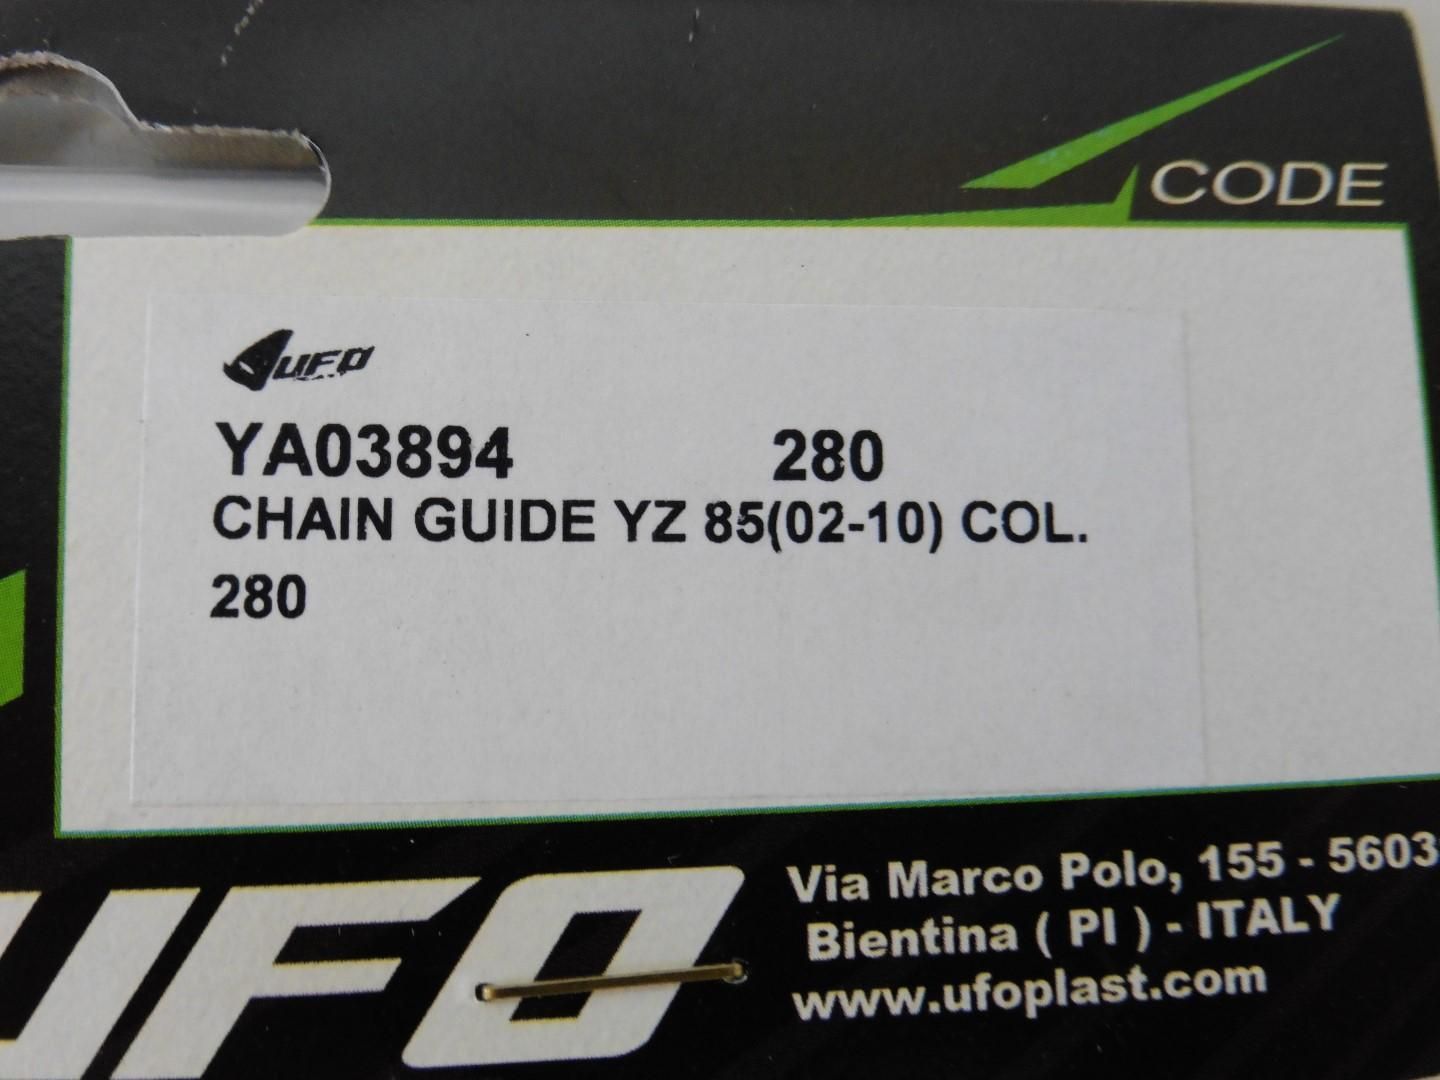 CODE
UFO
YA03894 280
CHAIN GUIDE YZ 85(02-10) COL.
280
UFO
Via Marco Polo, 155 - 5603
Bientina ( PI ) - ITALY
www.ufoplast.com